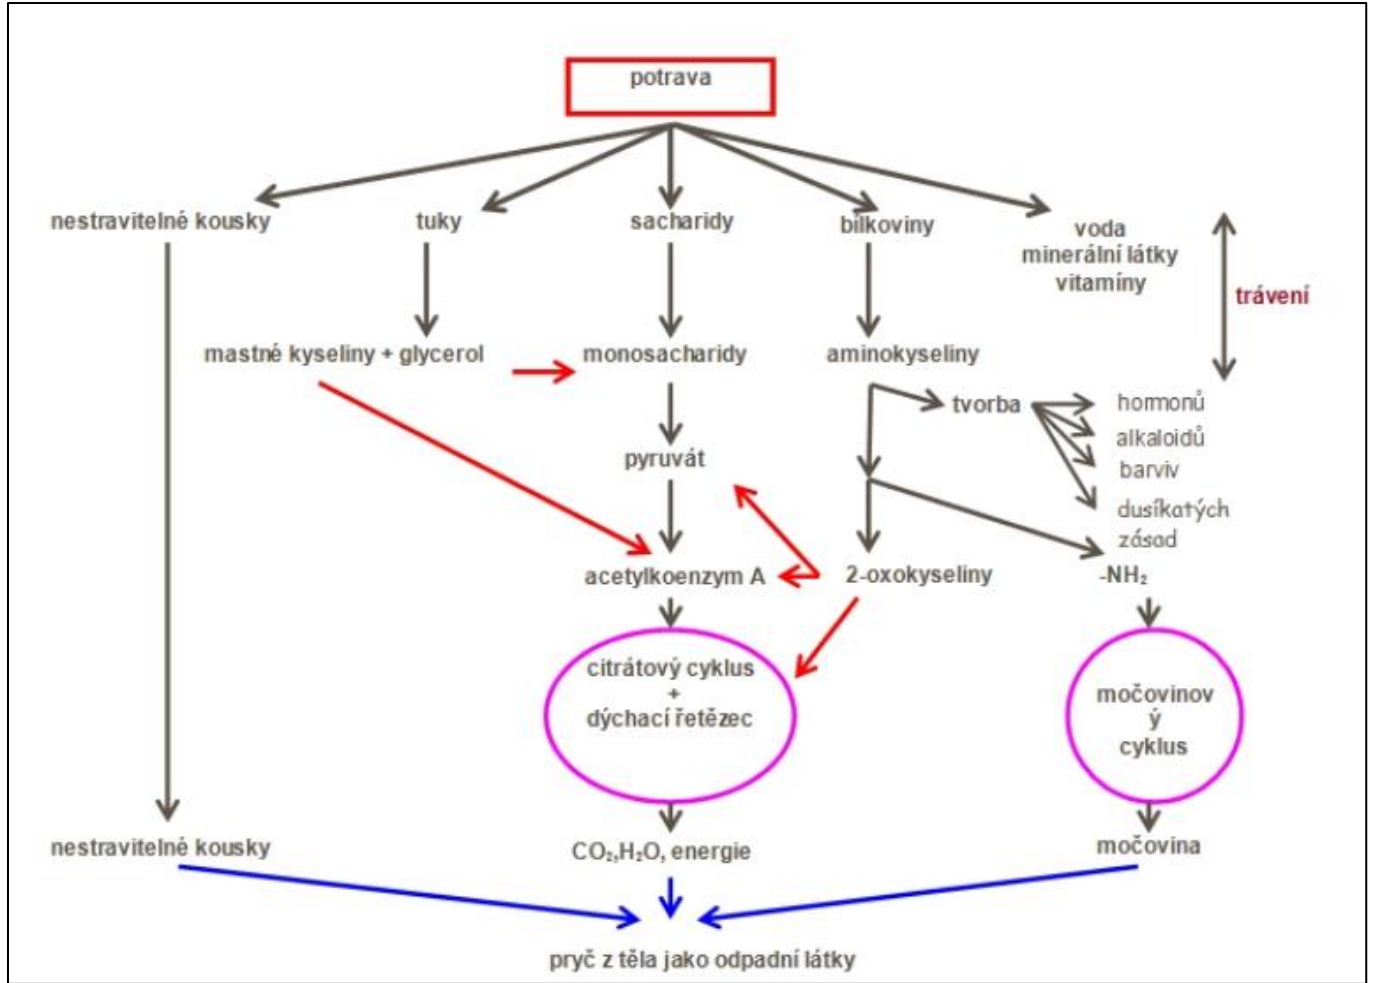 potrava
nestravitelné kousky
tuky
sacharidy
bílkoviny
voda
minerální látky
vitamíny
trávení
mastné kyseliny + glycerol
monosacharidy
aminokyseliny
tvorba
hormonů
alkaloidů
barviv
dusíkatých
zásad
pyruvát
acetylkoenzym A
2-oxokyseliny
-NH₂
citrátový cyklus
+
dýchací řetězec
močovinov
ý
cyklus
nestravitelné kousky
CO₂,H₂O, energie
močovina
pryč z těla jako odpadní látky